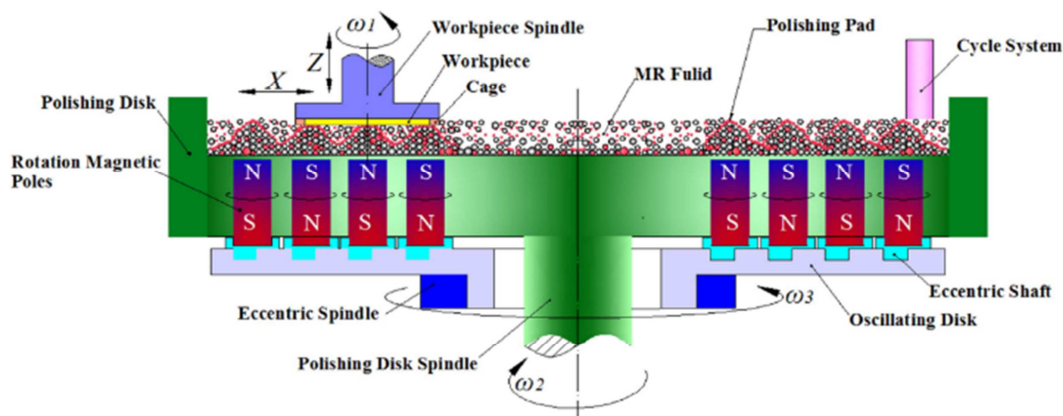 ω1
Workpiece Spindle
Polishing Pad
Cycle System
Z
Workpiece
MR Fulid
X
Cage
Polishing Disk
Rotation Magnetic
Poles
N S N S N S N S
S N S N S N S N
Eccentric Spindle
ω3
Eccentric Shaft
Oscillating Disk
Polishing Disk Spindle
ω2